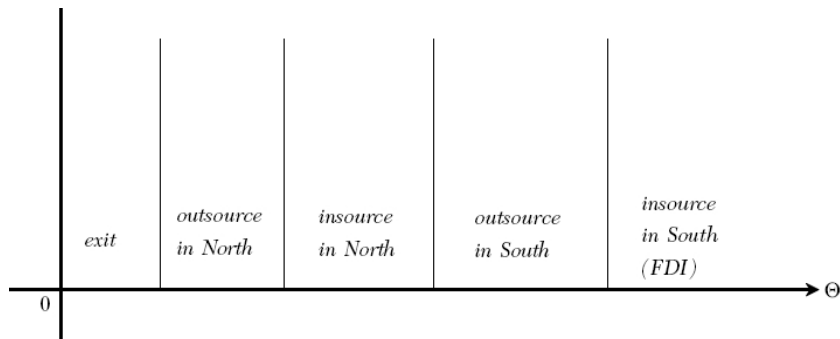 exit
outsource
in North
insource
in North
outsource
in South
insource
in South
(FDI)
0
Θ